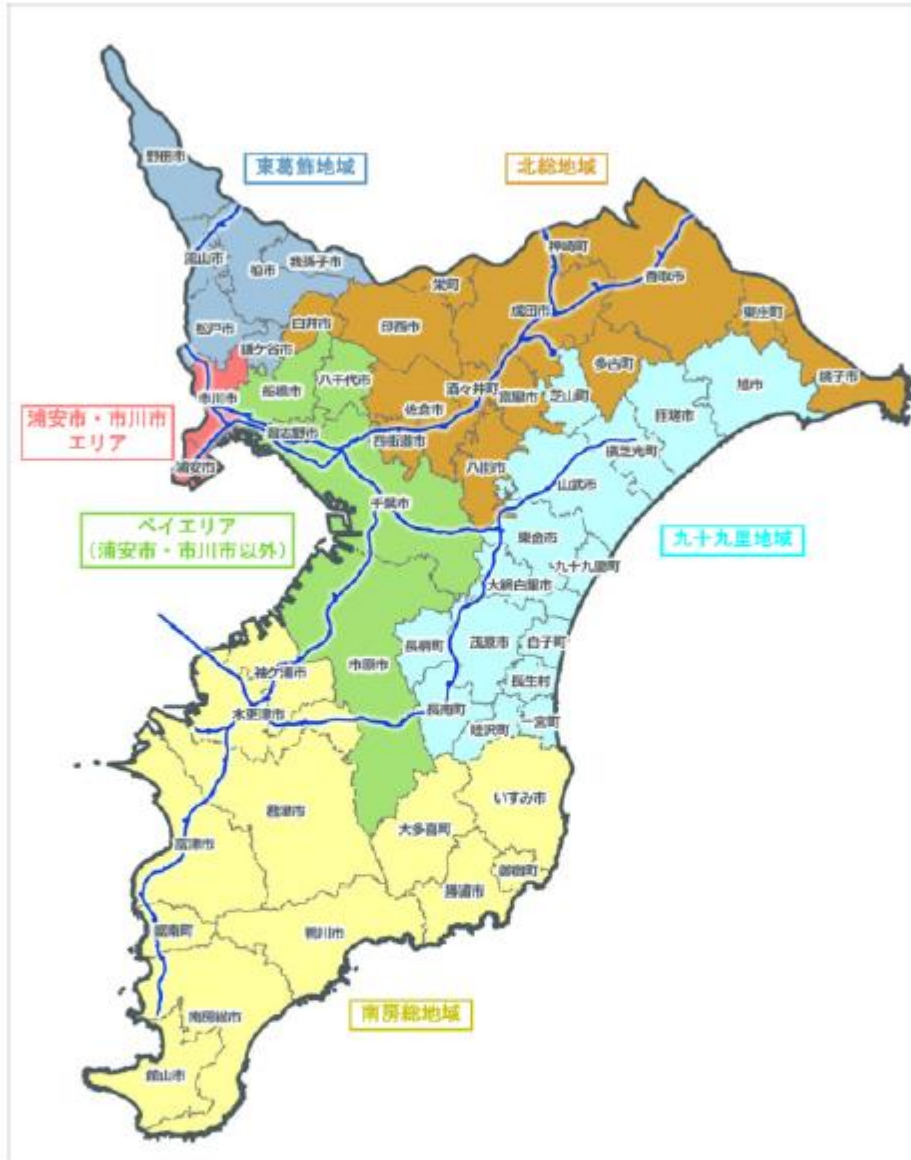 野田市
東葛飾地域
北総地域
流山市
柏市
我孫子市
神崎町
香取市
栄町
成田市
松戸市
白井市
印西市
東庄町
鎌ケ谷市
多古町
銚子市
船橋市
八千代市
酒々井町
富里市
芝山町
旭市
市川市
佐倉市
匝瑳市
浦安市・市川市
エリア
習志野市
四街道市
横芝光町
浦安市
八街市
山武市
千葉市
ベイエリア
(浦安市・市川市以外)
東金市
九十九里地域
九十九里町
大網白里市
長柄町
茂原市
白子町
市原市
袖ケ浦市
長生村
木更津市
長南町
睦沢町
一宮町
いすみ市
君津市
大多喜町
富津市
御宿町
勝浦市
鋸南町
鴨川市
南房総地域
南房総市
館山市